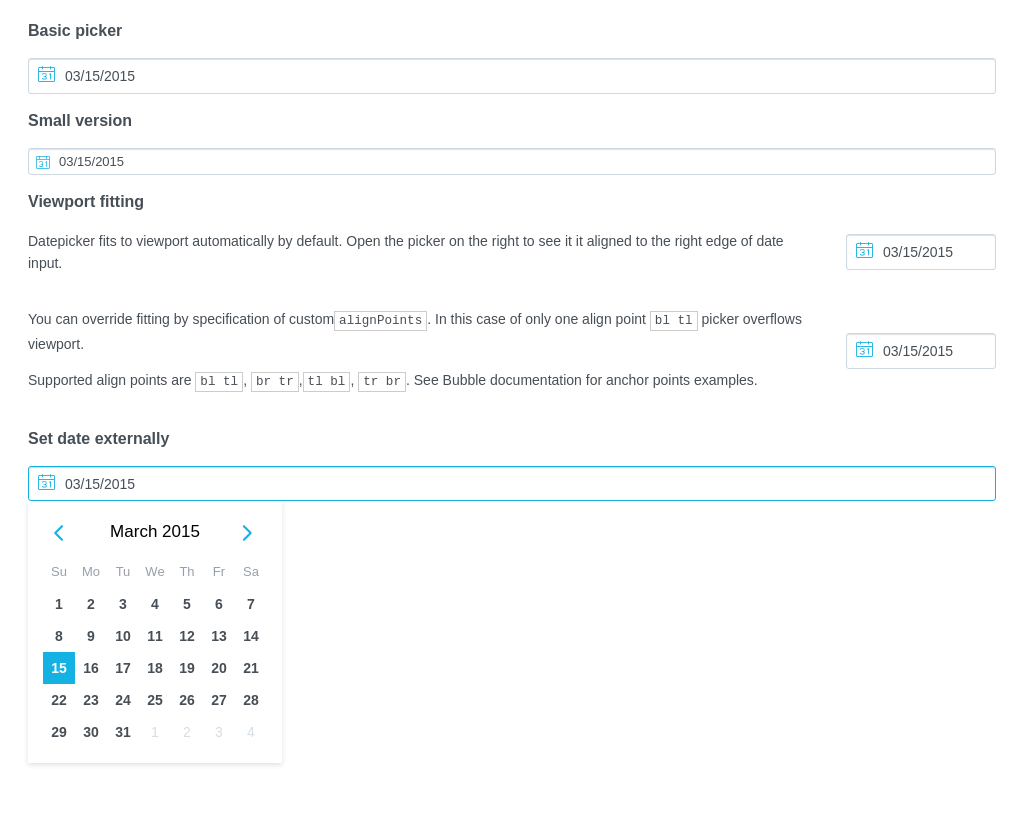 Basic picker
03/15/2015
Small version
03/15/2015
Viewport fitting
Datepicker fits to viewport automatically by default. Open the picker on the right to see it it aligned to the right edge of date
input.
03/15/2015
You can override fitting by specification of custom alignPoints. In this case of only one align point bl tl picker overflows
viewport.
03/15/2015
Supported align points are bl tl, br tr, tl bl, tr br. See Bubble documentation for anchor points examples.
Set date externally
03/15/2015
March 2015
Su Mo Tu We Th Fr Sa
1 2 3 4 5 6 7
8 9 10 11 12 13 14
15 16 17 18 19 20 21
22 23 24 25 26 27 28
29 30 31 1 2 3 4